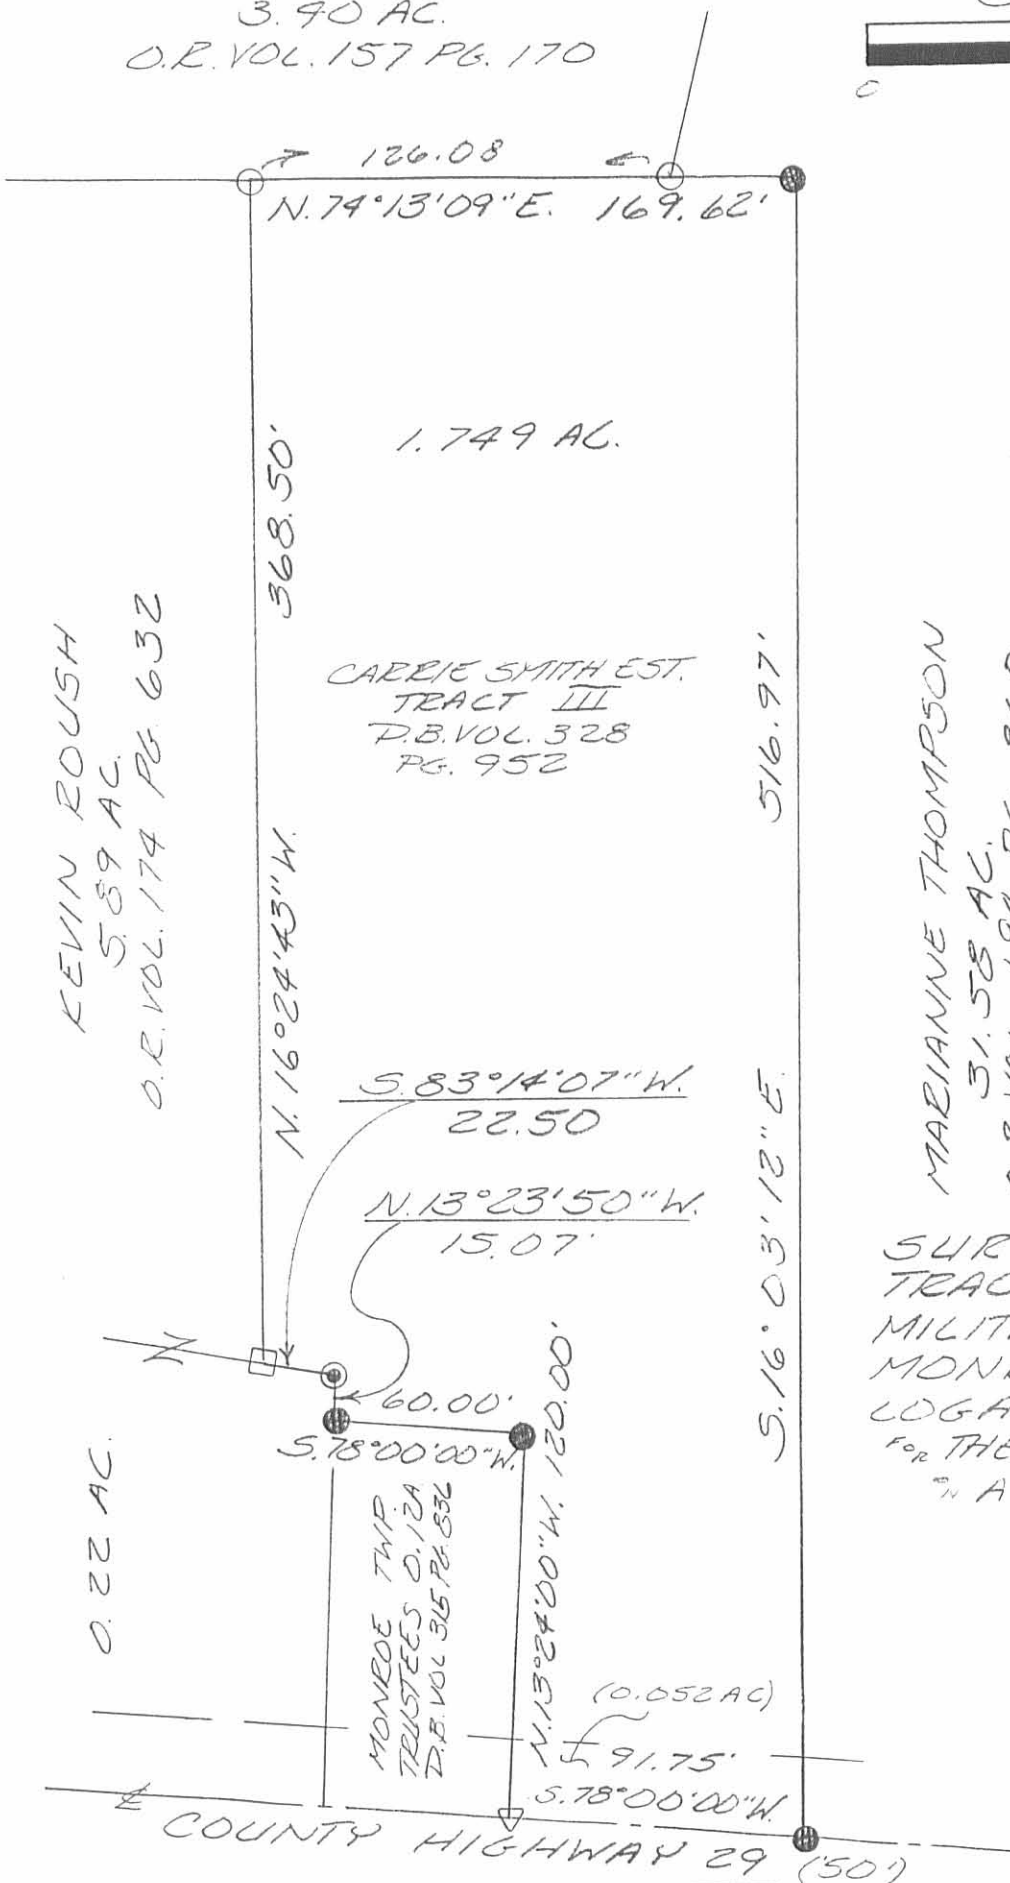 3.90 AC.
O.R. VOL. 157 PG. 170
0
126.08
N. 74°13'09" E. 169.62'
1.749 AC.
368.50'
N. 16°24'43" W.
CARRIE SMITH EST.
TRACT III
D.B. VOL. 328
PG. 952
516.97'
S. 16° 03' 12" E.
KEVIN ROUSH
5.89 AC.
O.R. VOL. 174 PG. 632
MARIANNE THOMPSON
31.58 AC.
S. 83°14'07" W.
22.50
N. 13°23'50" W.
15.07'
60.00'
S. 78°00'00" W.
N. 13°24'00" W. 120.00'
0.22 AC.
MONROE TWP.
TRUSTEES 0.12A
D.B. VOL 315 PG. 836
(0.052 AC)
91.75'
S. 78°00'00" W.
COUNTY HIGHWAY 29 (50')
SUR
TRAC
MILIT
MON
LOGA
FOR THE
ON A